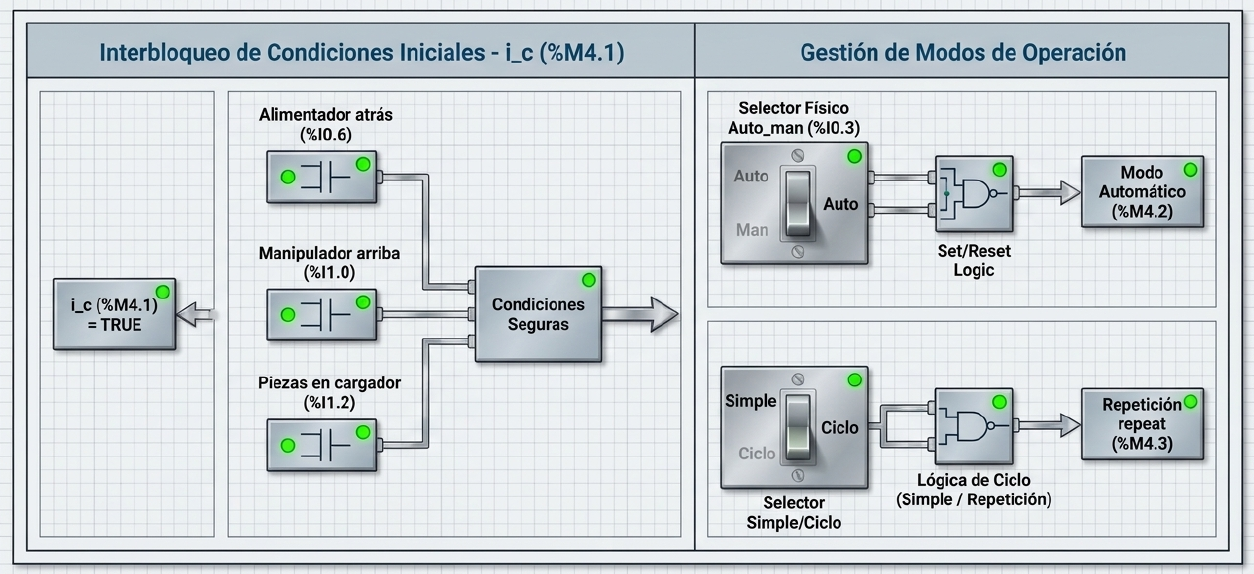 Interbloqueo de Condiciones Iniciales - i_c (%M4.1)
Gestión de Modos de Operación
i_c (%M4.1)
= TRUE
Alimentador atrás
(%I0.6)
Manipulador arriba
(%I1.0)
Piezas en cargador
(%I1.2)
Condiciones
Seguras
Selector Físico
Auto_man (%I0.3)
Auto
Auto
Man
Set/Reset
Logic
Modo
Automático
(%M4.2)
Simple
Ciclo
Ciclo
Selector
Simple/Ciclo
Lógica de Ciclo
(Simple / Repetición)
Repetición
repeat
(%M4.3)